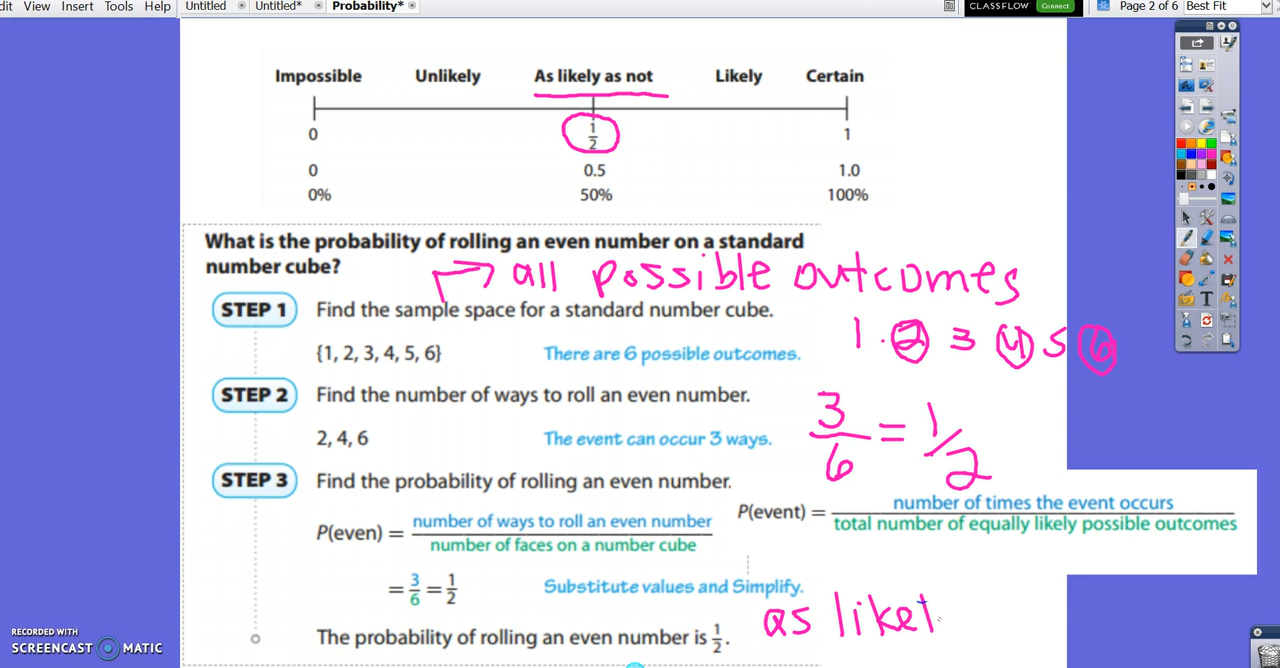 dit View Insert Tools Help Untitled Untitled* Probability* CLASSFLOW Connect Page 2 of 6 Best Fit
Impossible Unlikely As likely as not Likely Certain
0 1/2 1
0 0.5 1.0
0% 50% 100%
What is the probability of rolling an even number on a standard
number cube?
all possible outcomes
STEP 1 Find the sample space for a standard number cube.
1 . 2 3 4 5 6
{1, 2, 3, 4, 5, 6} There are 6 possible outcomes.
STEP 2 Find the number of ways to roll an even number.
2, 4, 6 The event can occur 3 ways.
3/6 = 1/2
STEP 3 Find the probability of rolling an even number.
P(even) = number of ways to roll an even number / number of faces on a number cube
P(event) = number of times the event occurs / total number of equally likely possible outcomes
= 3/6 = 1/2 Substitute values and Simplify.
as likel
The probability of rolling an even number is 1/2.
RECORDED WITH
SCREENCAST MATIC